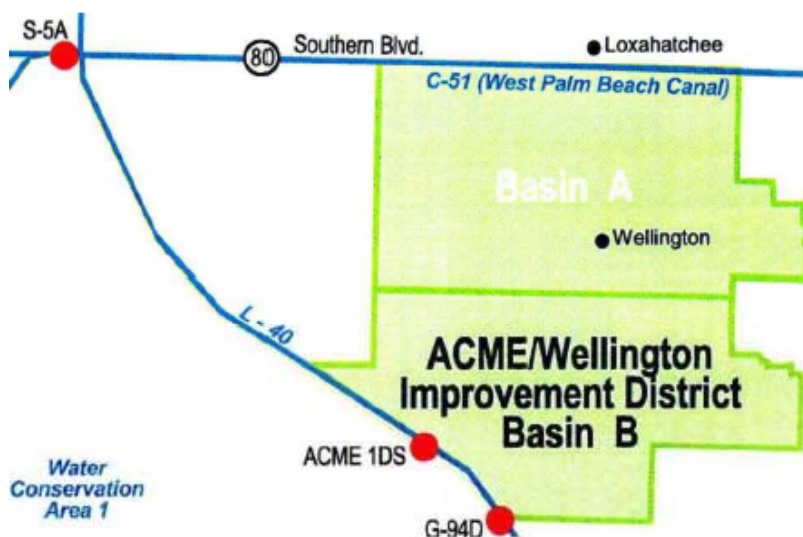 S-5A
80
Southern Blvd.
Loxahatchee
C-51 (West Palm Beach Canal)
Basin A
Wellington
L - 40
ACME/Wellington
Improvement District
Basin B
ACME 1DS
Water
Conservation
Area 1
G-94D